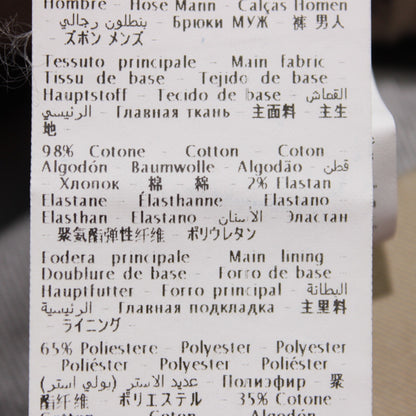 Hombre - Hose Mann - Calças Homen
- بنطلون رجالي - Брюки МУЖ - 裤 男人
- ズボン メンズ -
Tessuto principale - Main fabric -
Tissu de base - Tejido de base -
Hauptstoff - Tecido de base - القماش
الرئيسي - Главная ткань - 主面料 - 主生
地 -
98% Cotone - Cotton - Coton -
Algodón - Baumwolle - Algodão - قطن
- Хлопок - 棉 - 綿 - 2% Elastan
Elastane - Élasthanne - Elastano -
Elasthan - Elastano - الاستان - Эластан
- 聚氨酯弹性纤维 - ポリウレタン
Fodera principale - Main lining -
Doublure de base - Forro de base -
Hauptfutter - Forro principal - البطانة
الرئيسية - Главная подкладка - 主里料
- ライニング -
65% Poliestere - Polyester - Polyester
- Poliéster - Polyester - Poliéster -
عديد الاستر (بولي استر) - Полиэфир - 聚
酯纤维 - ポリエステル - 35% Cotone
- Cotton - Coton - Algodón